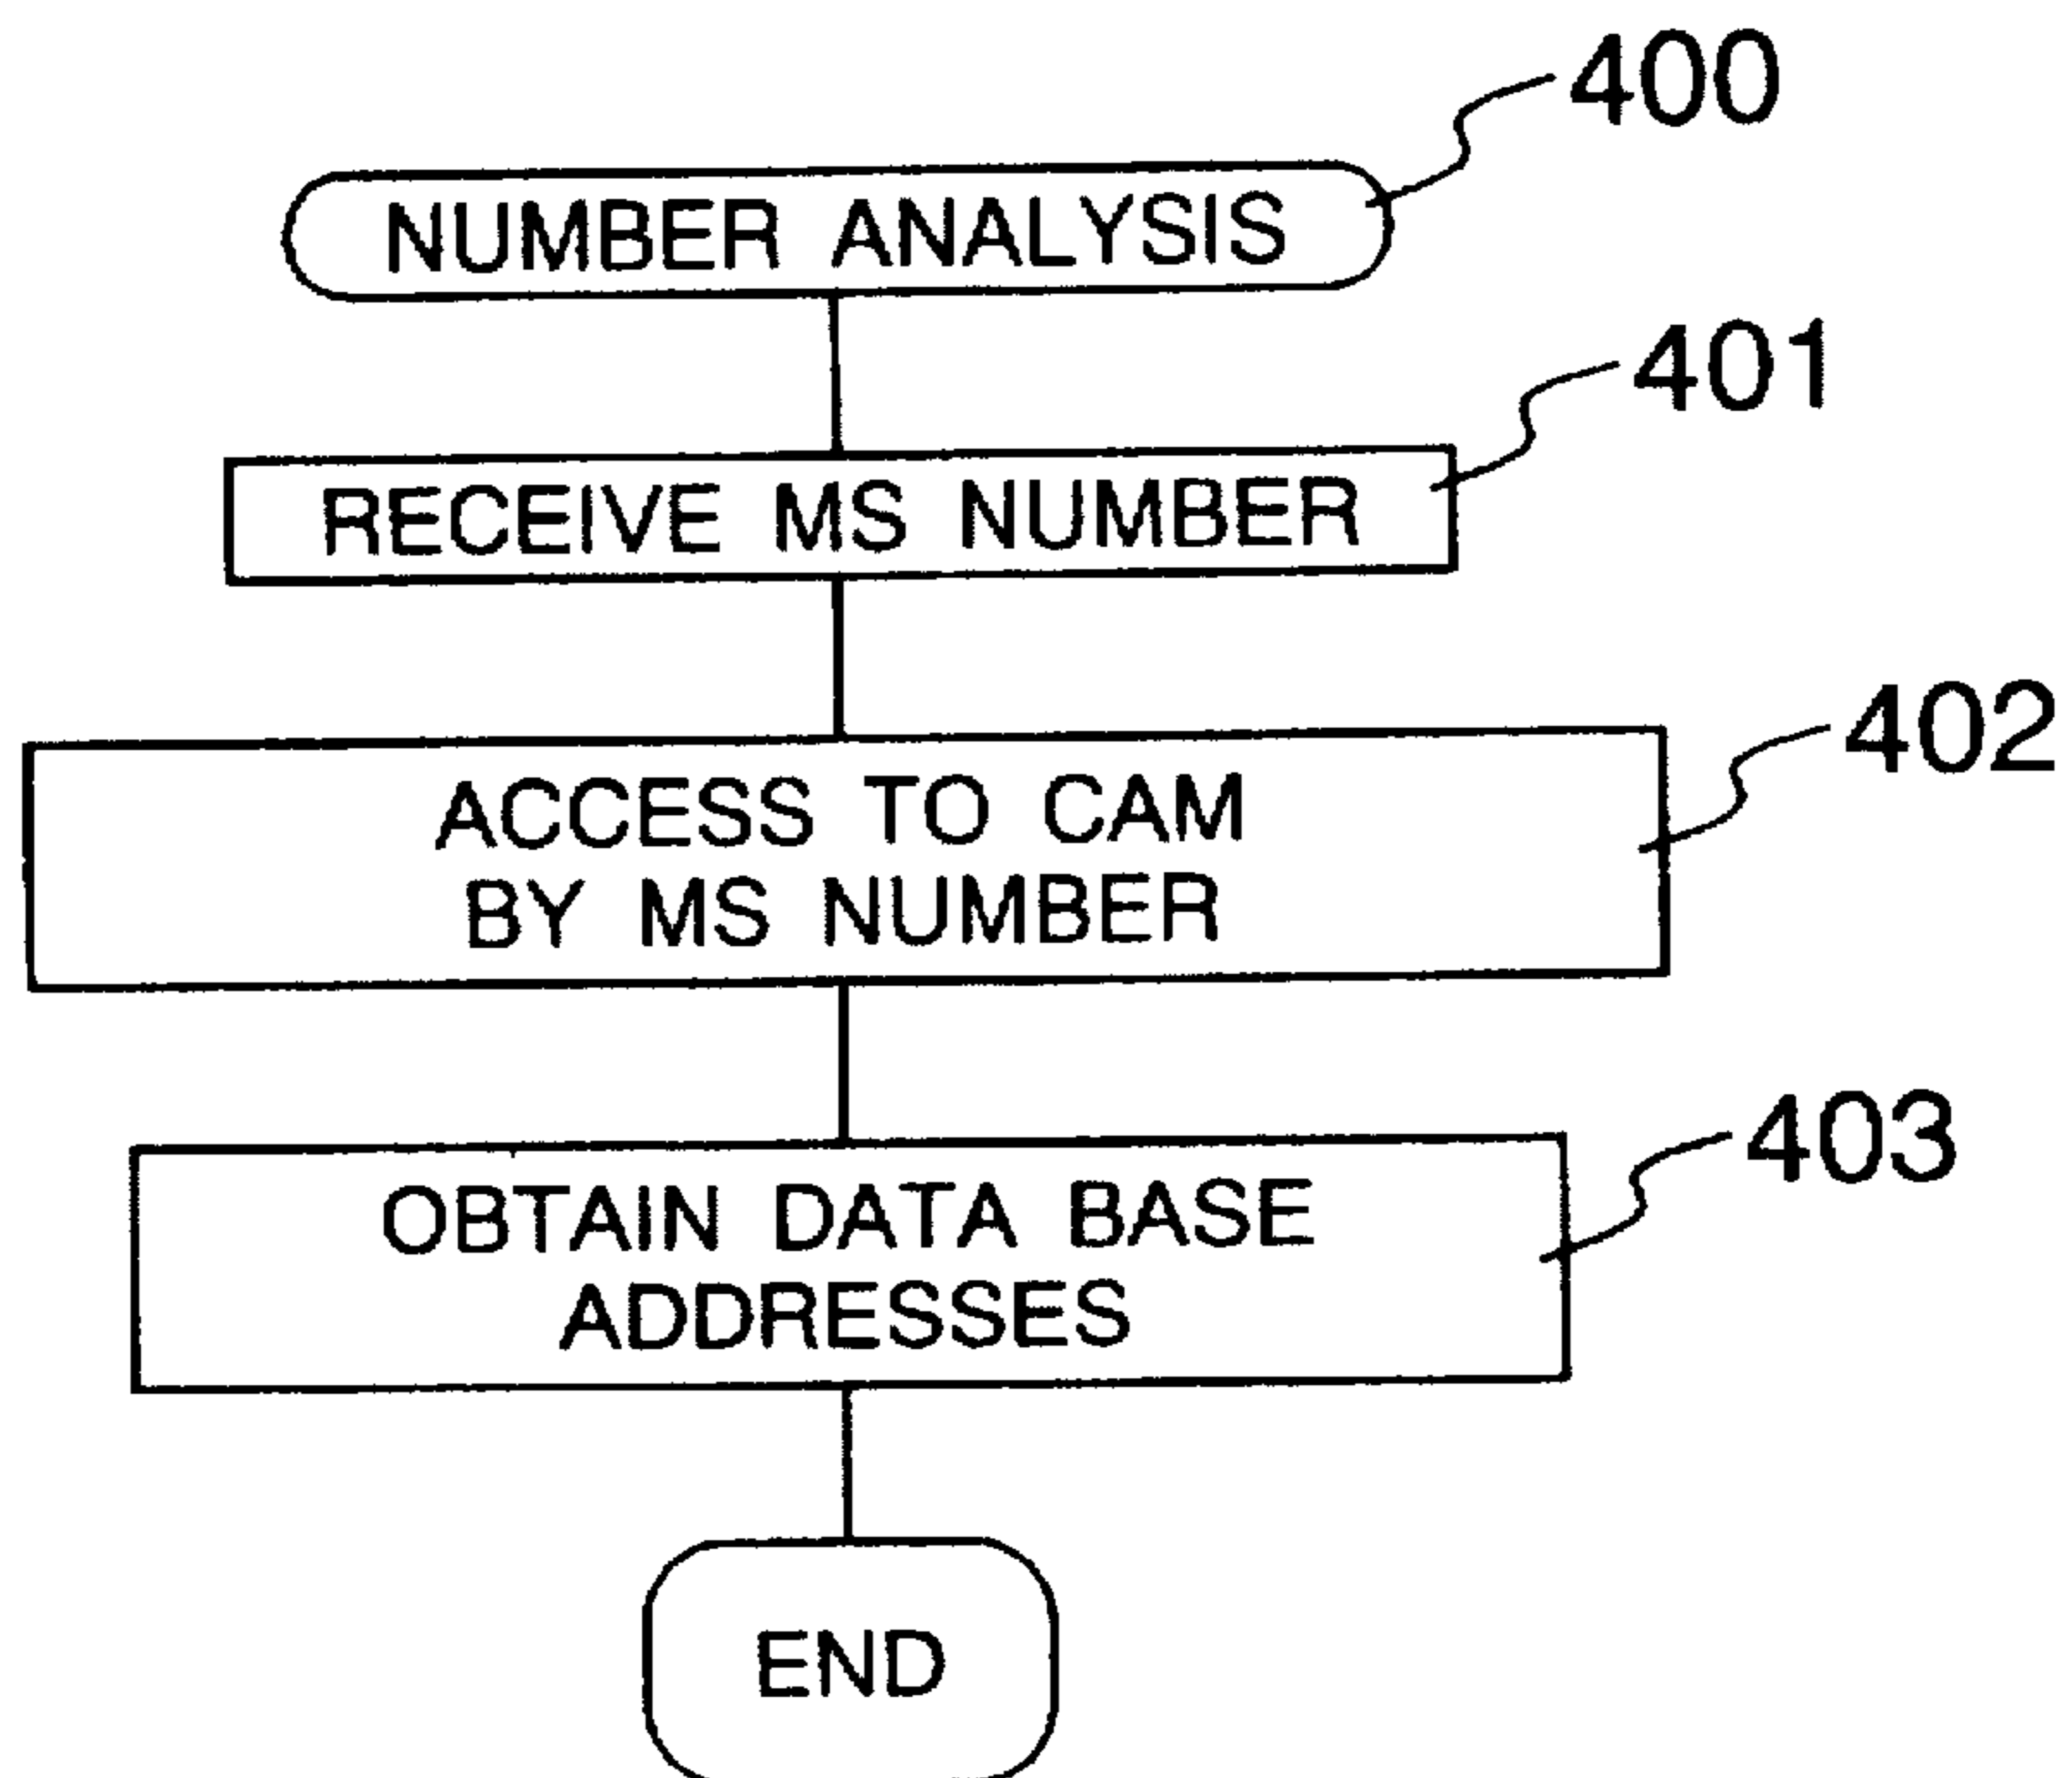 400
NUMBER ANALYSIS
401
RECEIVE MS NUMBER
402
ACCESS TO CAM
BY MS NUMBER
403
OBTAIN DATA BASE
ADDRESSES
END